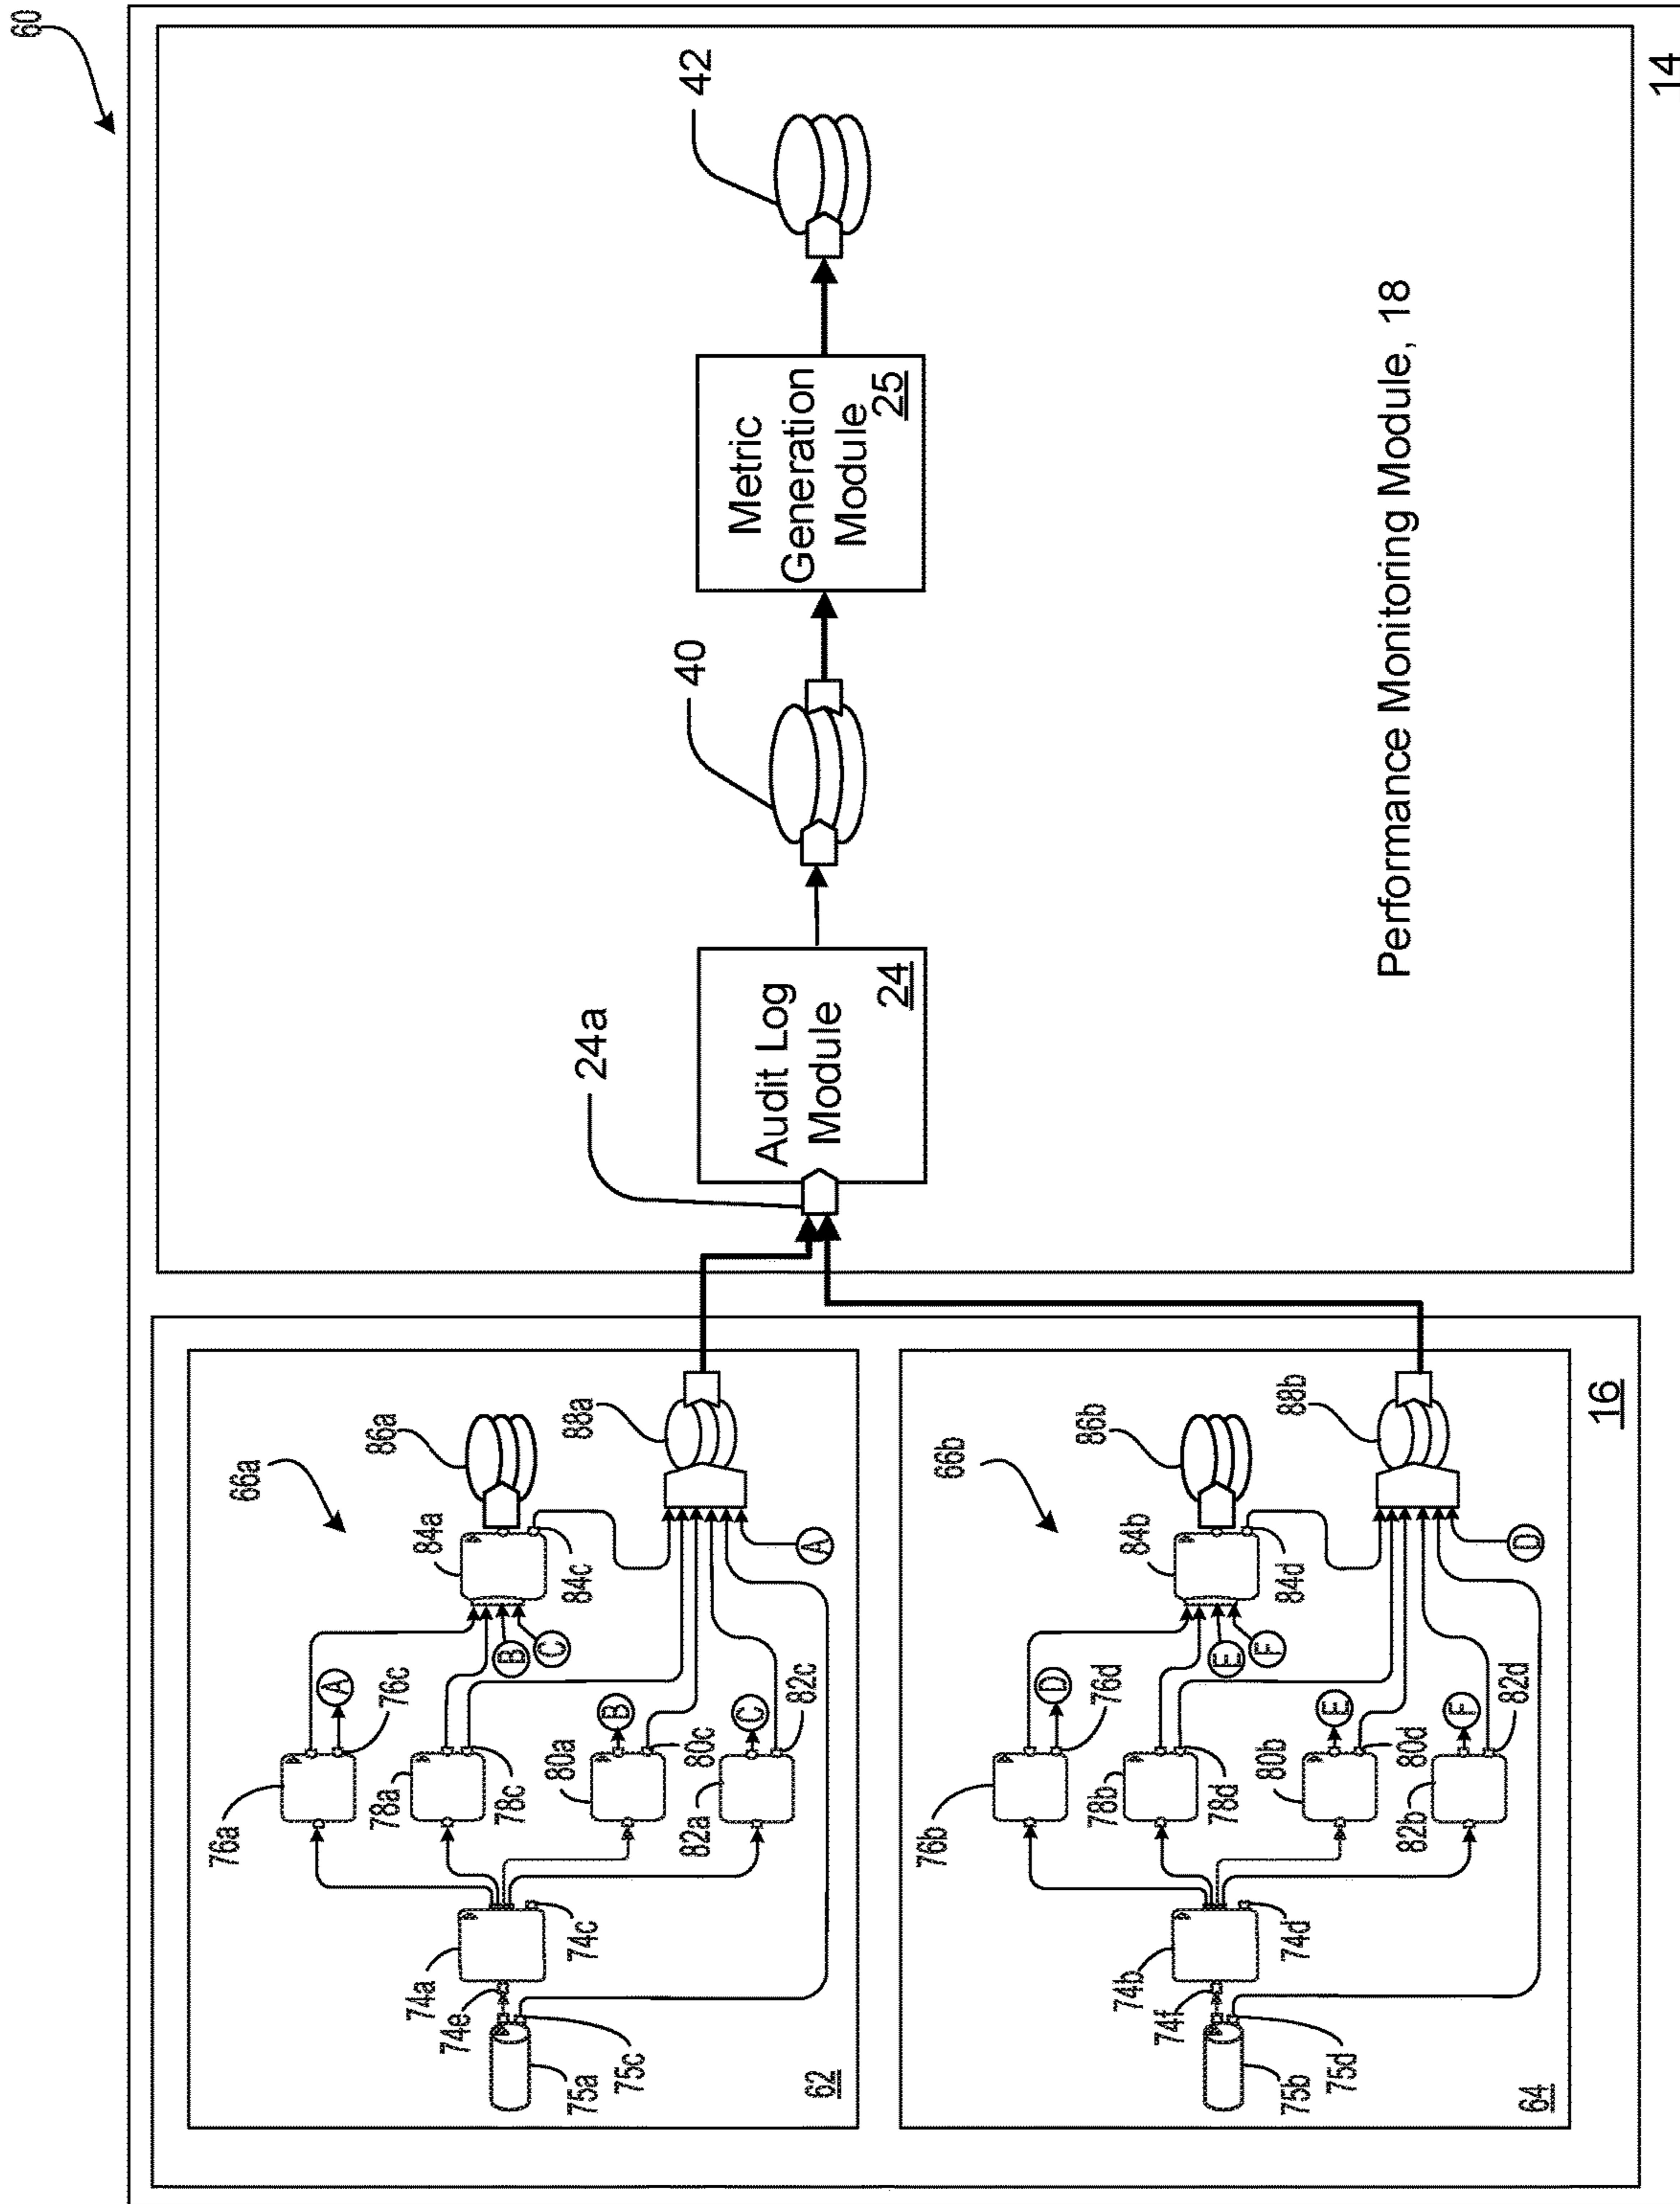 60
14
Performance Monitoring Module, 18
24a
Audit Log
Module
24
40
Metric
Generation
Module
25
42
16
62
66a
75a
75c
74e
74a
74c
76a
76c
A
78a
78c
80a
80c
B
82a
82c
C
84a
84c
B
C
86a
88a
A
64
66b
75b
75d
74f
74b
74d
76b
76d
D
78b
78d
80b
80d
E
82b
82d
F
84b
84d
E
F
86b
88b
D